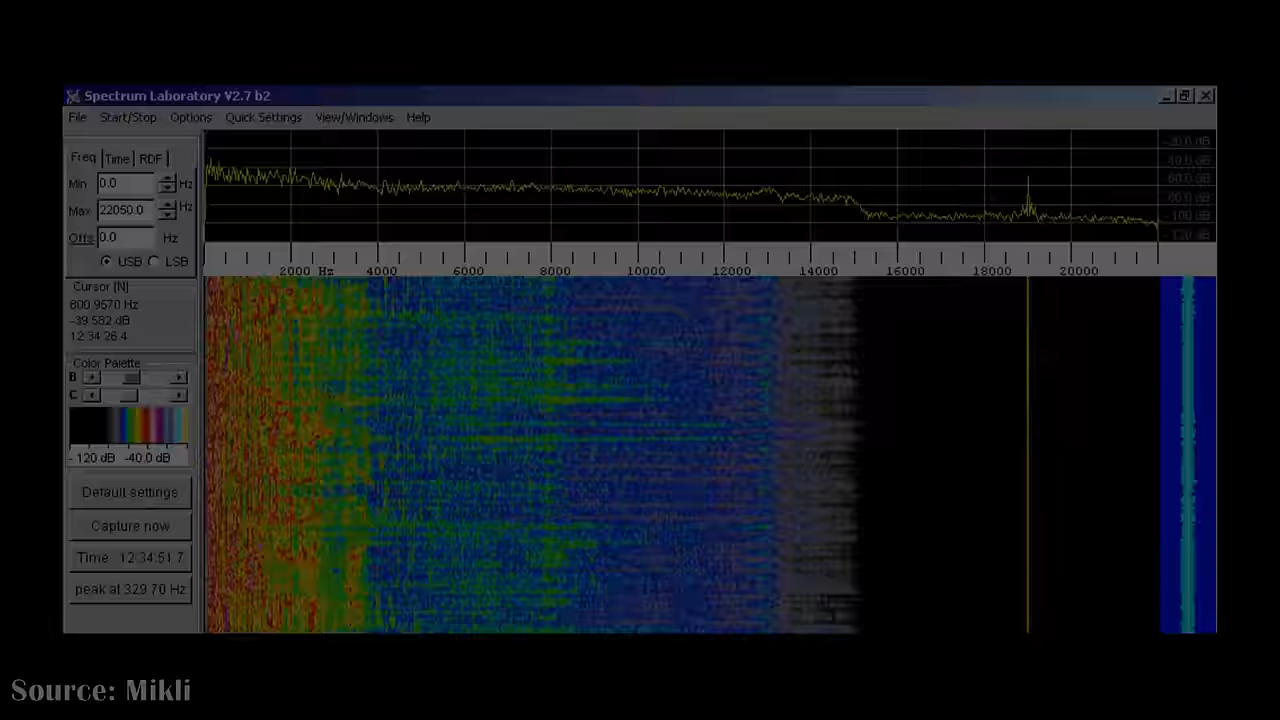 Spectrum Laboratory V2.7 b2
File Start/Stop Options Quick Settings View/Windows Help
Freq Time RDF
Min 0.0 Hz
Max 22050.0 Hz
Offs 0.0 Hz
USB LSB
Cursor [N]
800.9570 Hz
-39.582 dB
12:34:26.4
Color Palette
B
C
-120 dB -40.0 dB
Default settings
Capture now
Time 12:34:51.7
peak at 329.70 Hz
-100 dB
-120 dB
2000 Hz 4000 6000 8000 10000 12000 14000 16000 18000 20000
Source: Mikli